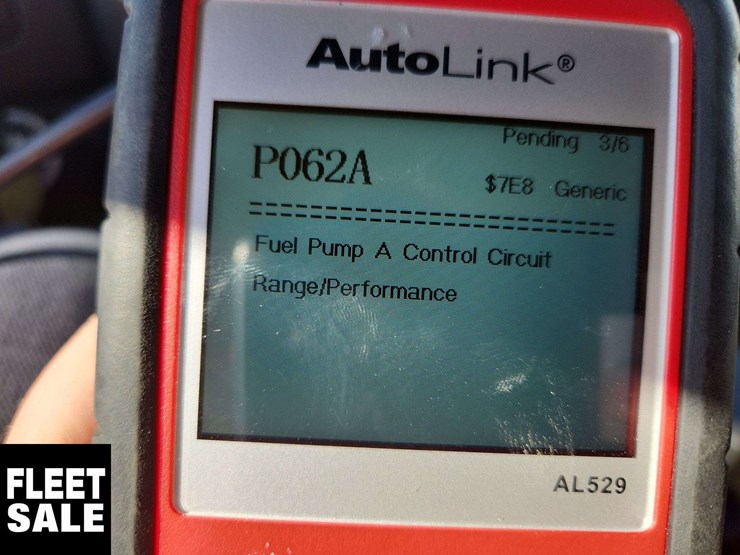 AutoLink®
Pending 3/6
P062A
$7E8 Generic
==============================
Fuel Pump A Control Circuit
Range/Performance
AL529
FLEET
SALE